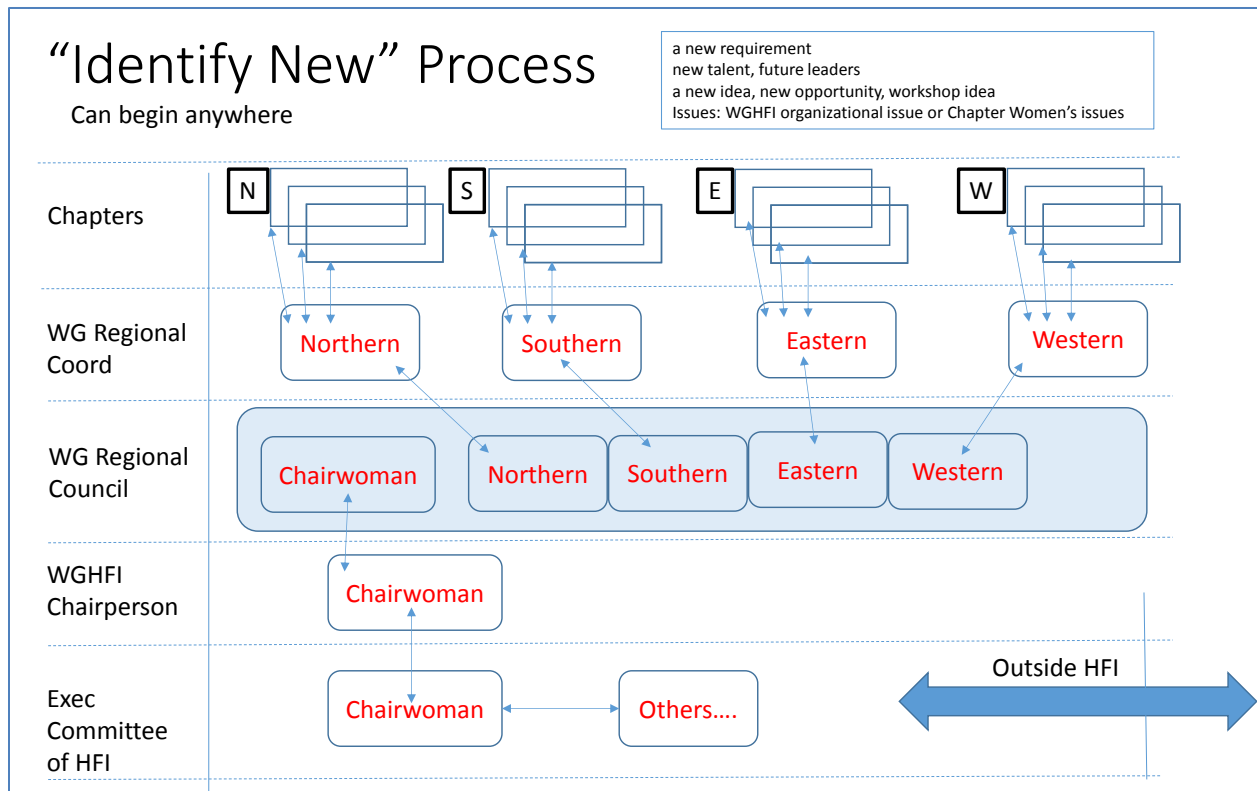 “Identify New” Process
Can begin anywhere
a new requirement
new talent, future leaders
a new idea, new opportunity, workshop idea
Issues: WGHFI organizational issue or Chapter Women’s issues
Chapters
N
S
E
W
WG Regional
Coord
Northern
Southern
Eastern
Western
WG Regional
Council
Chairwoman
Northern
Southern
Eastern
Western
WGHFI
Chairperson
Chairwoman
Exec
Committee
of HFI
Chairwoman
Others....
Outside HFI